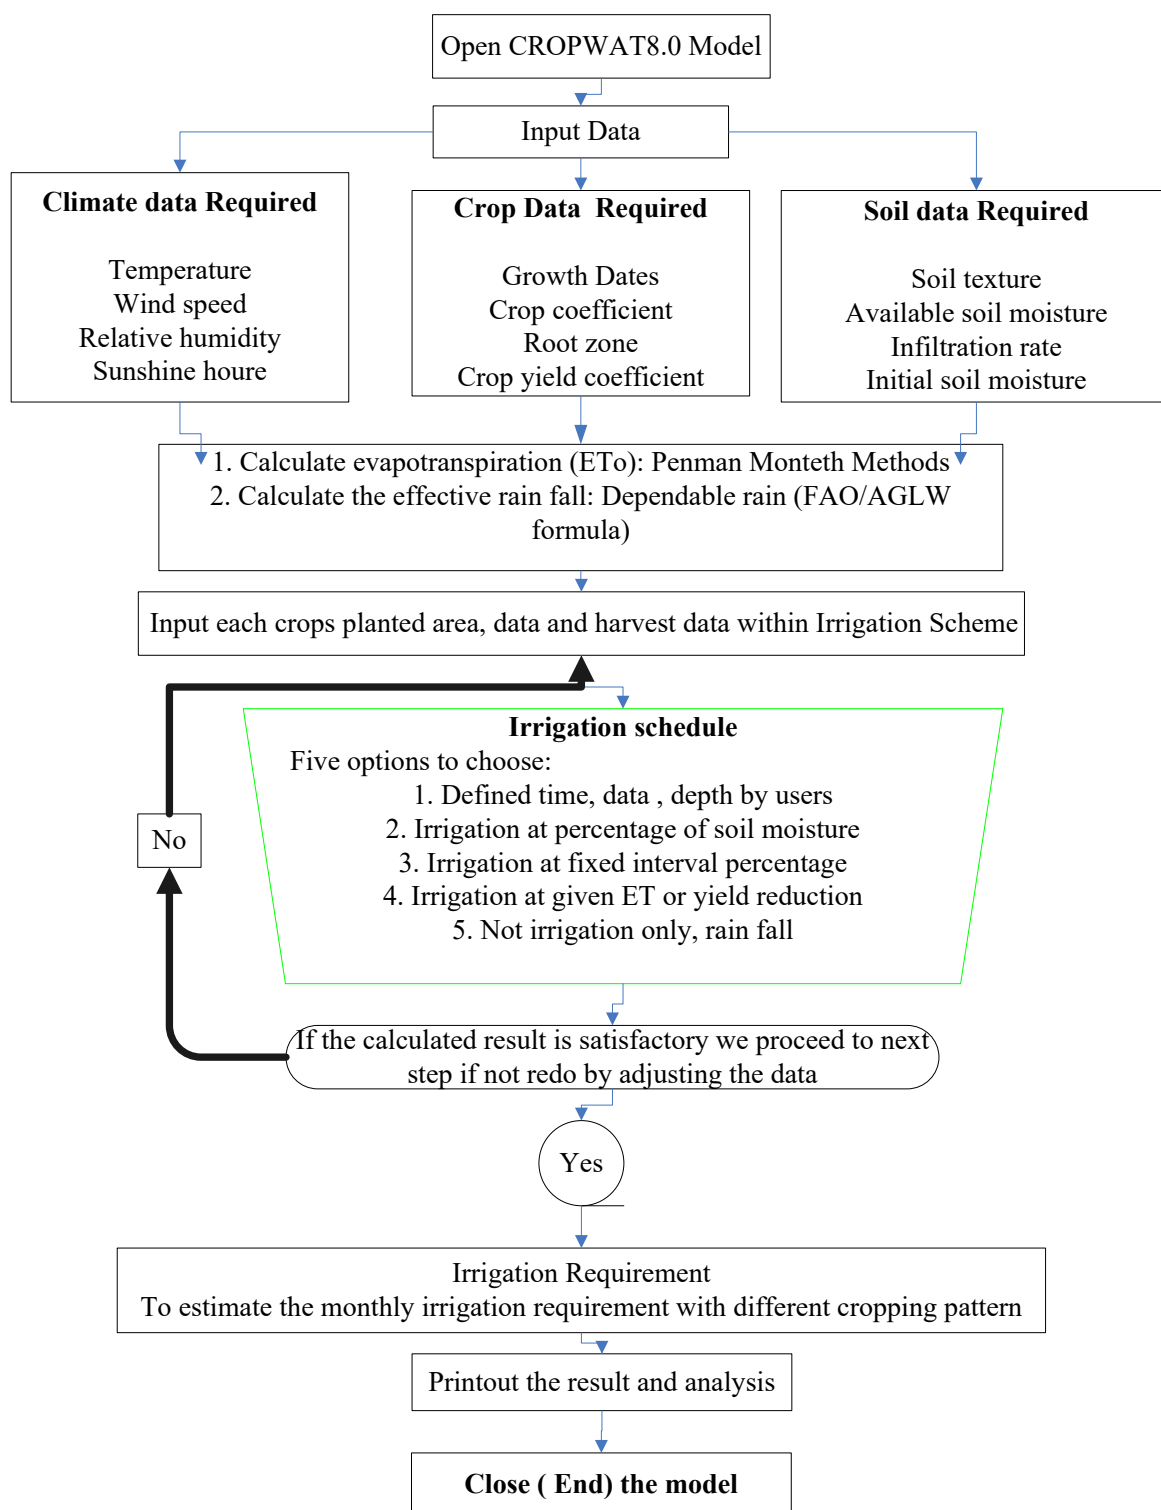 Open CROPWAT8.0 Model
Input Data
Climate data Required
Temperature
Wind speed
Relative humidity
Sunshine houre
Crop Data  Required
Growth Dates
Crop coefficient
Root zone
Crop yield coefficient
Soil data Required
Soil texture
Available soil moisture
Infiltration rate
Initial soil moisture
1. Calculate evapotranspiration (ETo): Penman Monteth Methods
2. Calculate the effective rain fall: Dependable rain (FAO/AGLW
formula)
Input each crops planted area, data and harvest data within Irrigation Scheme
Irrigation schedule
Five options to choose:
1. Defined time, data , depth by users
2. Irrigation at percentage of soil moisture
3. Irrigation at fixed interval percentage
4. Irrigation at given ET or yield reduction
5. Not irrigation only, rain fall
No
If the calculated result is satisfactory we proceed to next
step if not redo by adjusting the data
Yes
Irrigation Requirement
To estimate the monthly irrigation requirement with different cropping pattern
Printout the result and analysis
Close ( End) the model